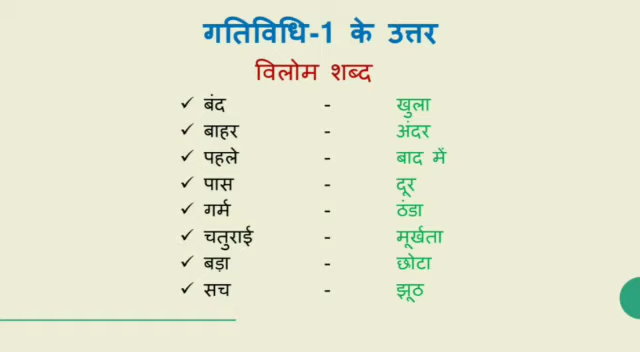 गतिविधि-1 के उत्तर
विलोम शब्द
✓ बंद - खुला
✓ बाहर - अंदर
✓ पहले - बाद में
✓ पास - दूर
✓ गर्म - ठंडा
✓ चतुराई - मूर्खता
✓ बड़ा - छोटा
✓ सच - झूठ